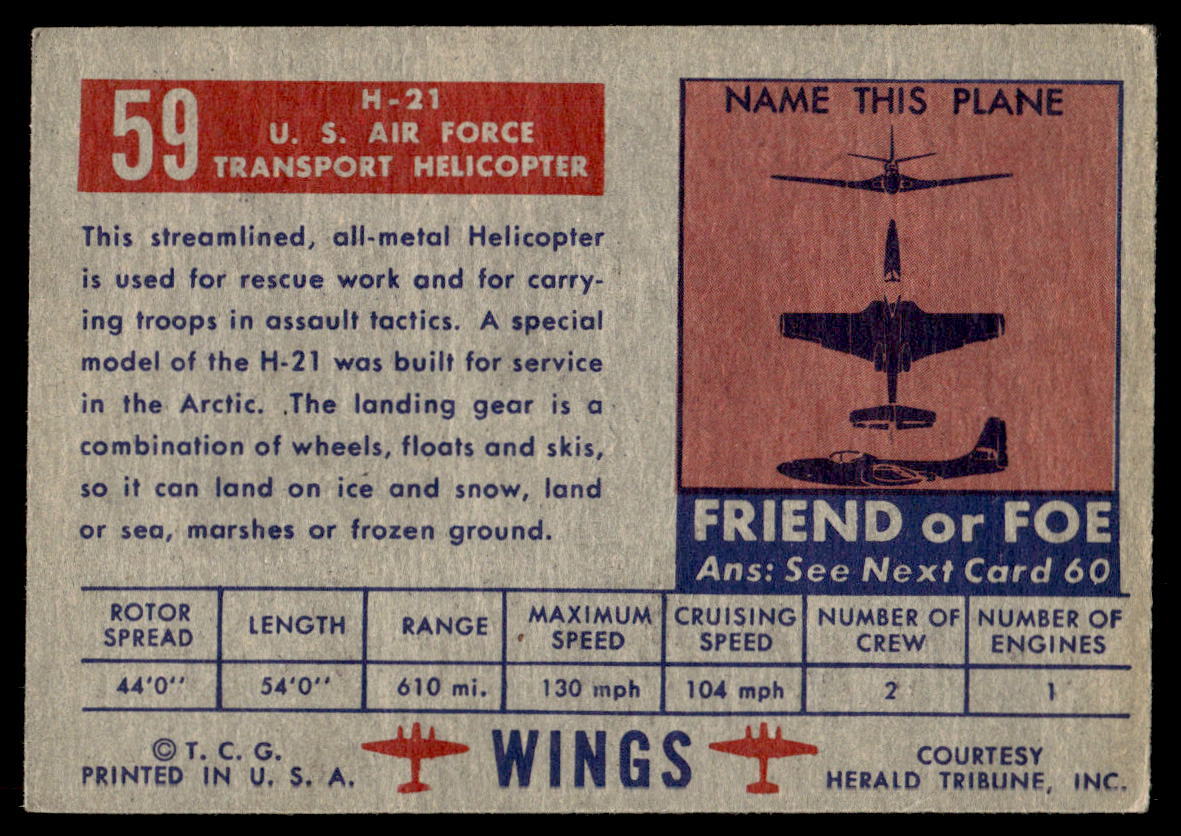 59
H-21
U. S. AIR FORCE
TRANSPORT HELICOPTER
This streamlined, all-metal Helicopter
is used for rescue work and for carry-
ing troops in assault tactics. A special
model of the H-21 was built for service
in the Arctic. The landing gear is a
combination of wheels, floats and skis,
so it can land on ice and snow, land
or sea, marshes or frozen ground.
NAME THIS PLANE
FRIEND or FOE
Ans: See Next Card 60
ROTOR SPREAD LENGTH RANGE MAXIMUM SPEED CRUISING SPEED NUMBER OF CREW NUMBER OF ENGINES
44'0" 54'0" 610 mi. 130 mph 104 mph 2 1
© T. C. G.
PRINTED IN U. S. A.
WINGS
COURTESY
HERALD TRIBUNE, INC.